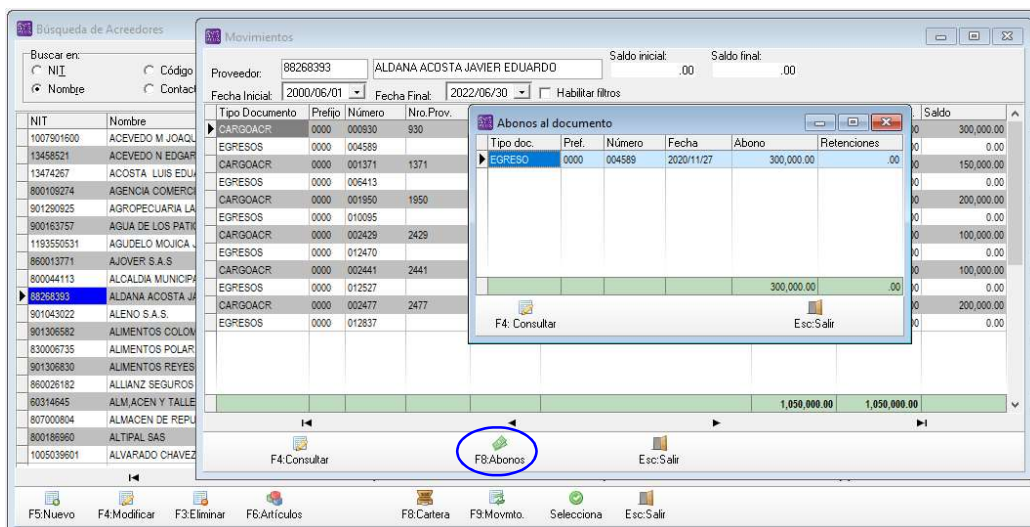 Búsqueda de Acreedores
Buscar en:
NIT Código
Nombre
NIT Nombre
1007901600 ACEVEDO M
13458521 ACEVEDO N EDGAR
13474267 ACOSTA LUIS
800109274 AGENCIA
901290925 AGROPECUARIA LA
900163757 AGUA DE LOS
1193550531 AGUDELO MOJICA
860013771 AJOVER S.A.S
800044113 ALCALDIA
88268393 ALDANA ACOSTA
901043022 ALENO S.A.S.
901306582 ALIMENTOS
830006735 ALIMENTOS POLAR
901306830 ALIMENTOS REYES
860026182 ALLIANZ SEGUROS
60314645 ALM,ACEN Y
807000804 ALMACEN DE
800186960 ALTIPAL SAS
1005039601 ALVARADO CHAVEZ
F5:Nuevo F4:Modificar F3:Eliminar F6:Artículos F8:Cartera F9:Movmto. Selecciona Esc:Salir
Movimientos
Saldo inicial: Saldo final:
Proveedor: 88268393 ALDANA ACOSTA JAVIER EDUARDO .00 .00
Fecha Inicial: 2000/06/01 Fecha Final: 2022/06/30 Habilitar filtros
Tipo Documento Prefijo Número Nro.Prov. Saldo
CARGOACR 0000 000930 930 300,000.00
EGRESOS 0000 004589 0.00
CARGOACR 0000 001371 1371 150,000.00
EGRESOS 0000 006413 0.00
CARGOACR 0000 001950 1950 200,000.00
EGRESOS 0000 010095 0.00
CARGOACR 0000 002429 2429 100,000.00
EGRESOS 0000 012470 0.00
CARGOACR 0000 002441 2441 100,000.00
EGRESOS 0000 012527 0.00
CARGOACR 0000 002477 2477 200,000.00
EGRESOS 0000 012837 0.00
1,050,000.00 1,050,000.00
F4:Consultar F8:Abonos Esc:Salir
Abonos al documento
Tipo doc. Pref. Número Fecha Abono Retenciones
EGRESO 0000 004589 2020/11/27 300,000.00 .00
300,000.00 .00
F4: Consultar Esc:Salir